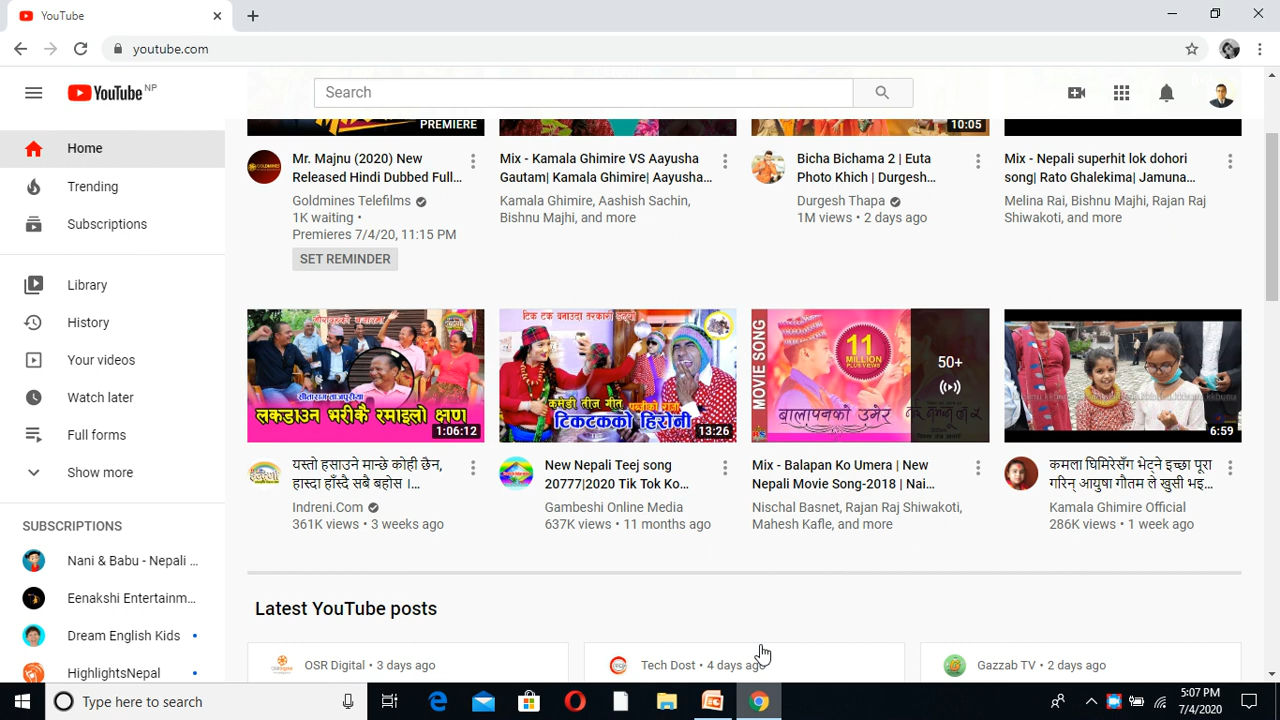 YouTube
youtube.com
YouTube NP
Search
PREMIERE
10:05
Home
Trending
Subscriptions
Library
History
Your videos
Watch later
Full forms
Show more
SUBSCRIPTIONS
Nani & Babu - Nepali ...
Eenakshi Entertainm...
Dream English Kids
HighlightsNepal
Mr. Majnu (2020) New
Released Hindi Dubbed Full...
Goldmines Telefilms
1K waiting •
Premieres 7/4/20, 11:15 PM
SET REMINDER
Mix - Kamala Ghimire VS Aayusha
Gautam| Kamala Ghimire| Aayusha...
Kamala Ghimire, Aashish Sachin,
Bishnu Majhi, and more
Bicha Bichama 2 | Euta
Photo Khich | Durgesh...
Durgesh Thapa
1M views • 2 days ago
Mix - Nepali superhit lok dohori
song| Rato Ghalekima| Jamuna...
Melina Rai, Bishnu Majhi, Rajan Raj
Shiwakoti, and more
लकडाउन भरीकै रमाइलो क्षण
1:06:12
टिक टक बनाउदा तरकारी डढ्यो
कमेडी तीज गीत
टिकटकको हिरोनी
13:26
MOVIE SONG
11
MILLION
PLUS VIEWS
बालापनको उमेर
50+
6:59
यस्तो हसाउने मान्छे कोही छैन,
हास्दा हाँस्दै सबै बहोस ।...
Indreni.Com
361K views • 3 weeks ago
New Nepali Teej song
20777|2020 Tik Tok Ko...
Gambeshi Online Media
637K views • 11 months ago
Mix - Balapan Ko Umera | New
Nepali Movie Song-2018 | Nai...
Nischal Basnet, Rajan Raj Shiwakoti,
Mahesh Kafle, and more
कमला घिमिरेसँग भेट्ने इच्छा पूरा
गरिन् आयुषा गौतम ले खुसी भइ...
Kamala Ghimire Official
286K views • 1 week ago
Latest YouTube posts
OSR Digital • 3 days ago
Tech Dost • 4 days ago
Gazzab TV • 2 days ago
Type here to search
5:07 PM
7/4/2020